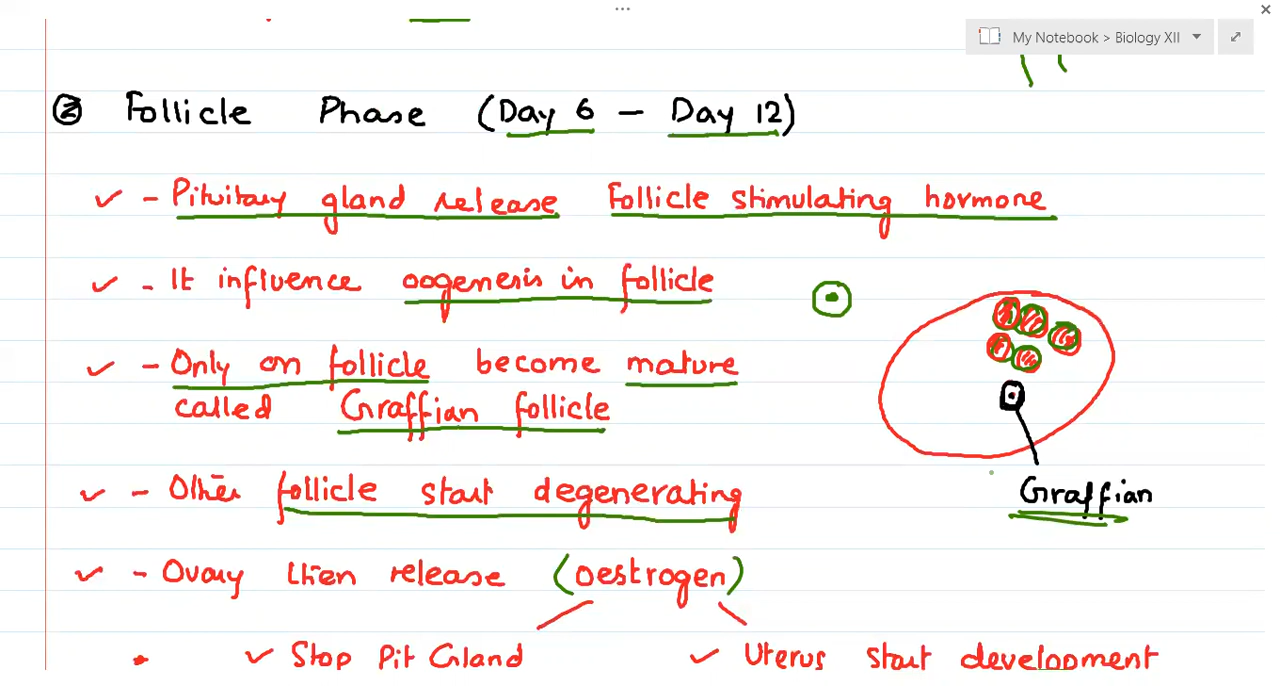 ...
My Notebook > Biology XII
② Follicle Phase (Day 6 - Day 12)
✓ - Pituitary gland release Follicle stimulating hormone
✓ - It influence oogenesis in follicle
✓ - Only on follicle become mature
called Graffian follicle
✓ - Other follicle start degenerating
Graffian
✓ - Ovary then release (oestrogen)
✓ Stop Pit Gland ✓ Uterus start development